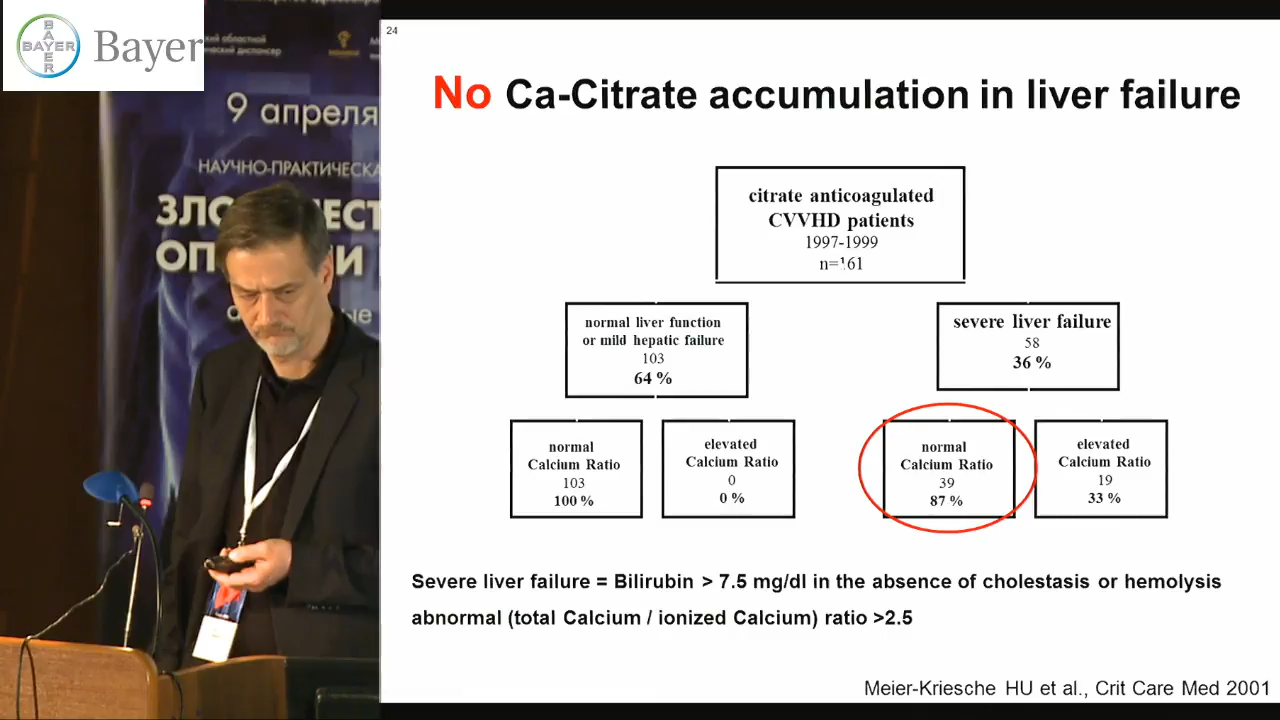 BAYER
BAYER
Bayer
9 апреля
НАУЧНО-ПРАКТИЧЕСКА
24
No Ca-Citrate accumulation in liver failure
citrate anticoagulated
CVVHD patients
1997-1999
n=161
normal liver function
or mild hepatic failure
103
64 %
severe liver failure
58
36 %
normal
Calcium Ratio
103
100 %
elevated
Calcium Ratio
0
0 %
normal
Calcium Ratio
39
87 %
elevated
Calcium Ratio
19
33 %
Severe liver failure = Bilirubin > 7.5 mg/dl in the absence of cholestasis or hemolysis
abnormal (total Calcium / ionized Calcium) ratio >2.5
Meier-Kriesche HU et al., Crit Care Med 2001